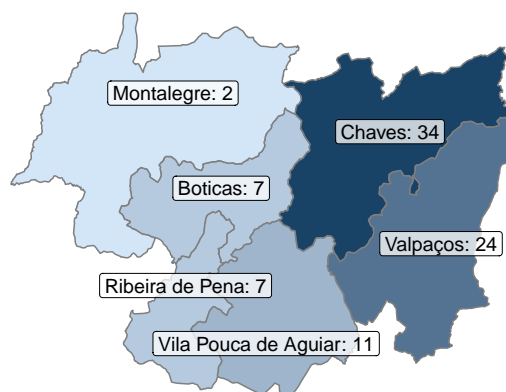 Montalegre: 2
Chaves: 34
Boticas: 7
Valpaços: 24
Ribeira de Pena: 7
Vila Pouca de Aguiar: 11